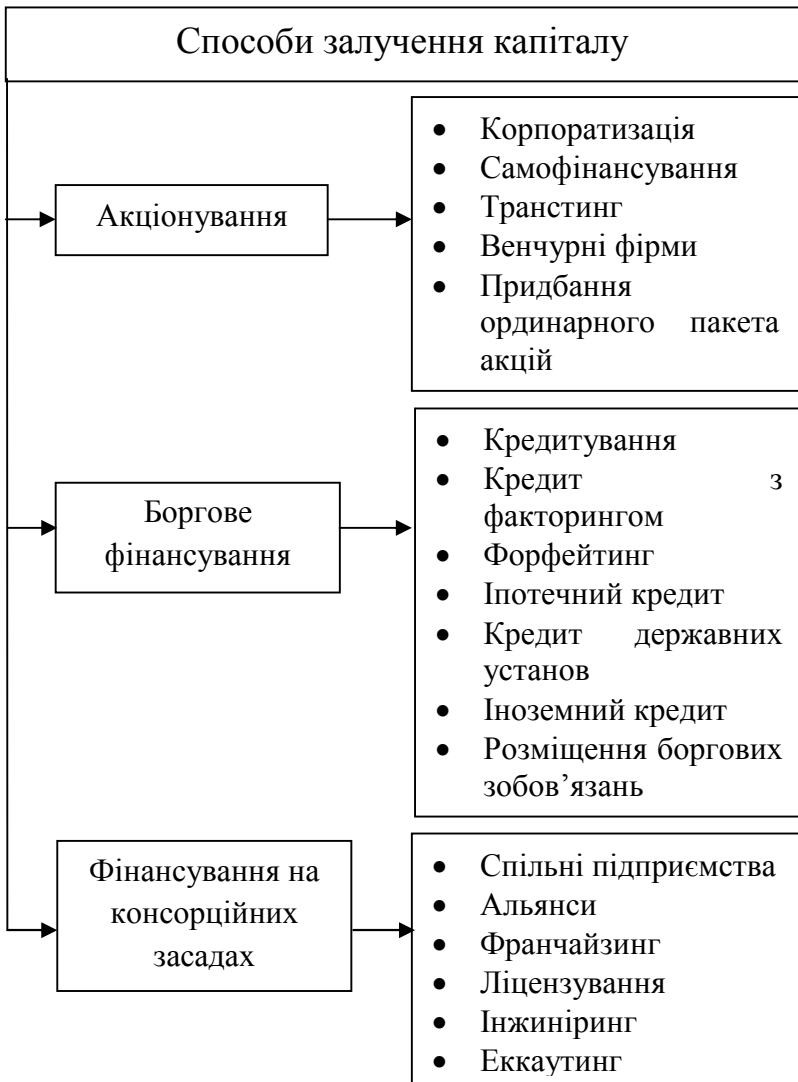 Способи залучення капіталу
Акціонування
• Корпоратизація
• Самофінансування
• Транстинг
• Венчурні фірми
• Придбання
ординарного пакета
акцій
Боргове
фінансування
• Кредитування
• Кредит з
факторингом
• Форфейтинг
• Іпотечний кредит
• Кредит державних
установ
• Іноземний кредит
• Розміщення боргових
зобов’язань
Фінансування на
консорційних
засадах
• Спільні підприємства
• Альянси
• Франчайзинг
• Ліцензування
• Інжиніринг
• Еккаутинг